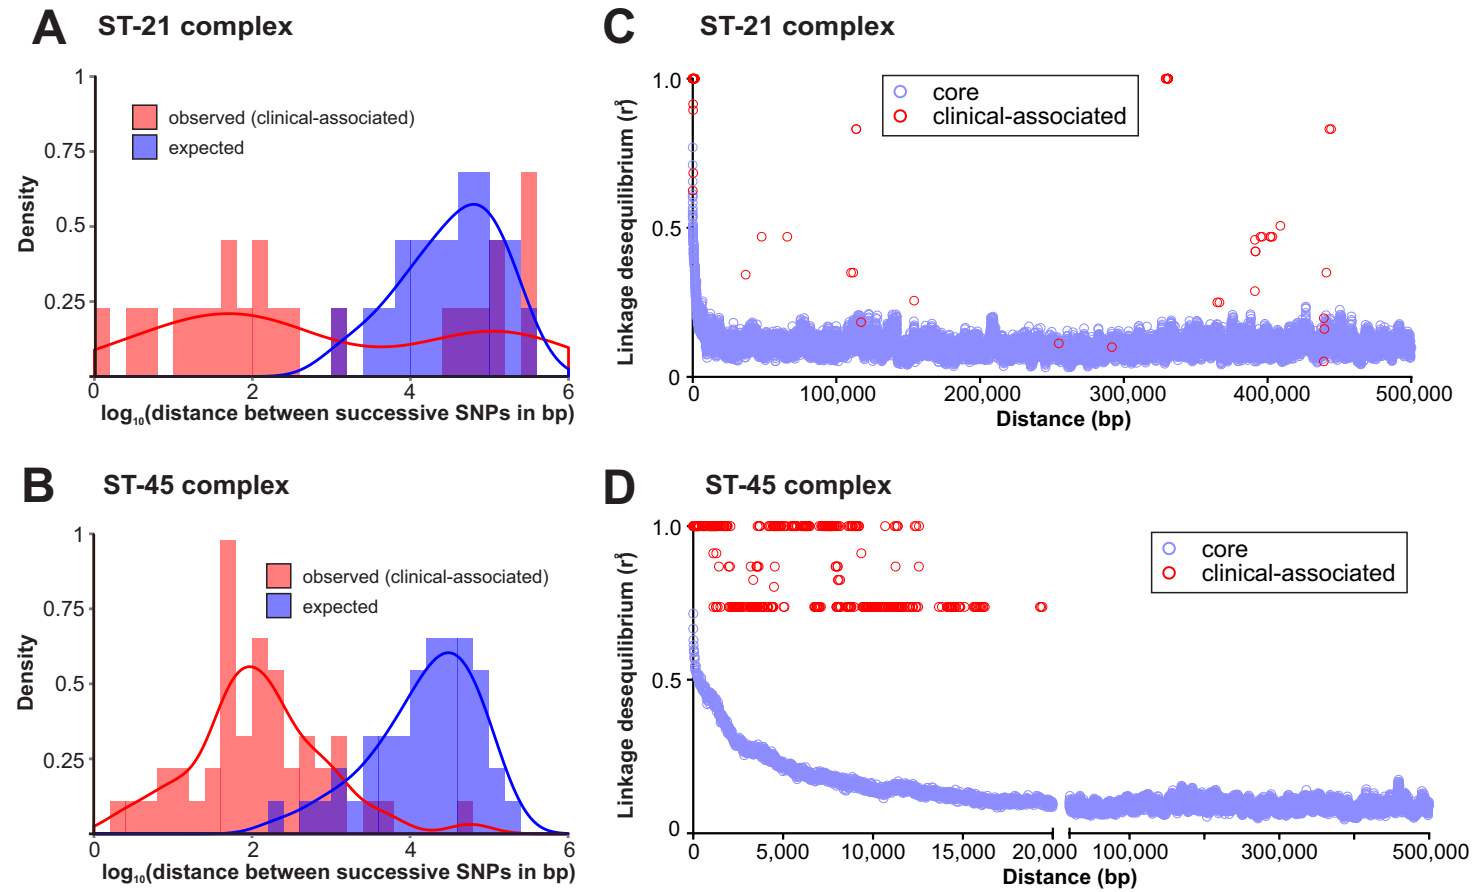 A ST-21 complex
1
0.75
0.5
0.25
Density
observed (clinical-associated)
expected
0 2 4 6
log₁₀(distance between successive SNPs in bp)
B ST-45 complex
1
0.75
0.5
0.25
Density
observed (clinical-associated)
expected
0 2 4 6
log₁₀(distance between successive SNPs in bp)
C ST-21 complex
1.0
0.5
0
Linkage desequilibrium (r²)
core
clinical-associated
0 100,000 200,000 300,000 400,000 500,000
Distance (bp)
D ST-45 complex
1.0
0.5
0
Linkage desequilibrium (r²)
core
clinical-associated
0 5,000 10,000 15,000 20,000 100,000 300,000 500,000
Distance (bp)